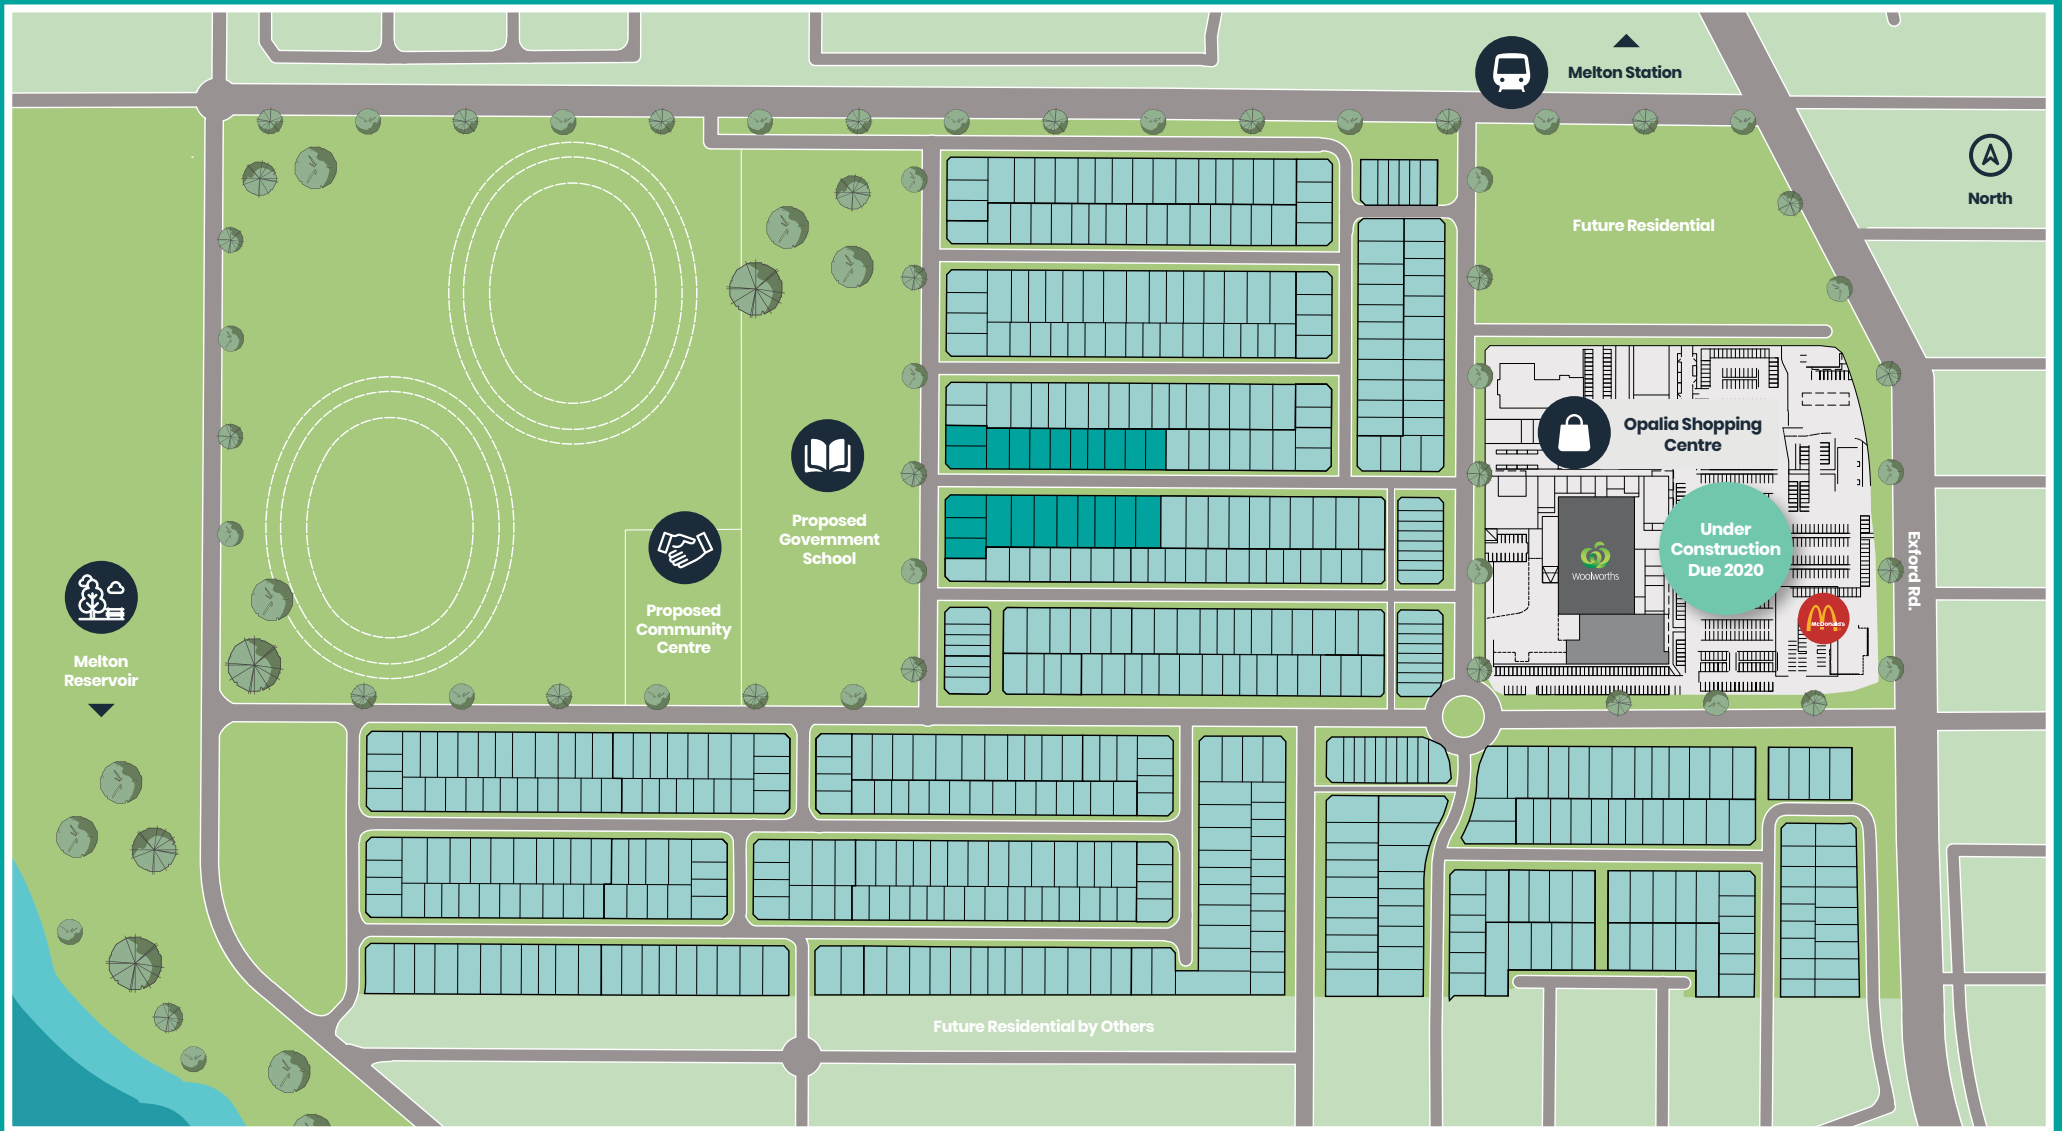 Melton Station
North
Future Residential
Opalia Shopping
Centre
Proposed
Government
School
Under
Construction
Due 2020
Exford Rd.
Woolworths
McDonald's
Proposed
Community
Centre
Melton
Reservoir
Future Residential by Others